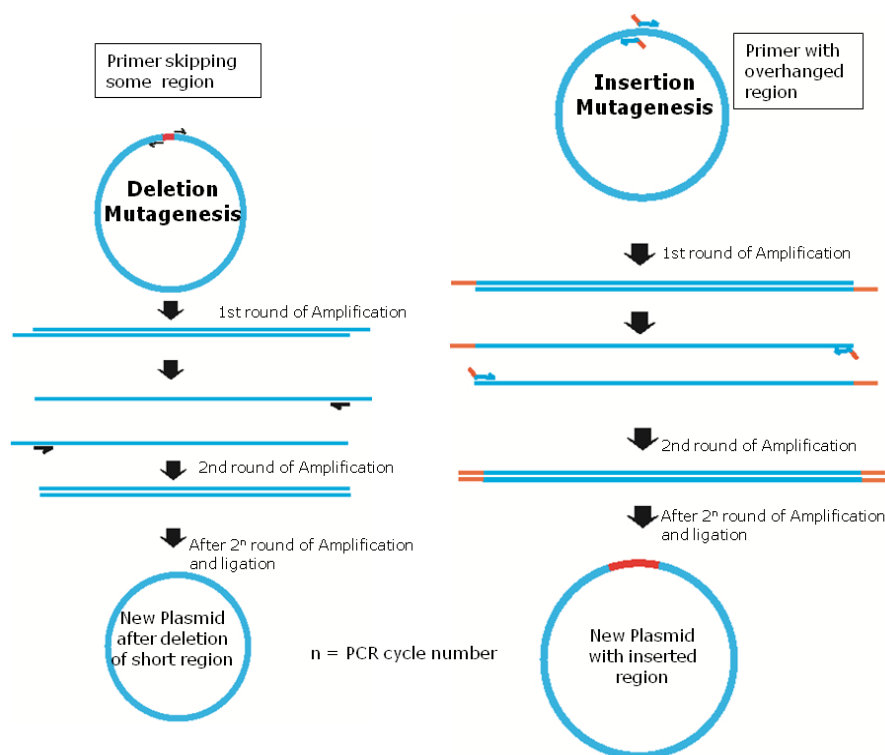 Primer skipping
some region
Deletion
Mutagenesis
1st round of Amplification
2nd round of Amplification
After 2ⁿ round of Amplification
and ligation
New Plasmid
after deletion
of short region
n = PCR cycle number
Insertion
Mutagenesis
Primer with
overhanged
region
1st round of Amplification
2nd round of Amplification
After 2ⁿ round of Amplification
and ligation
New Plasmid
with inserted
region